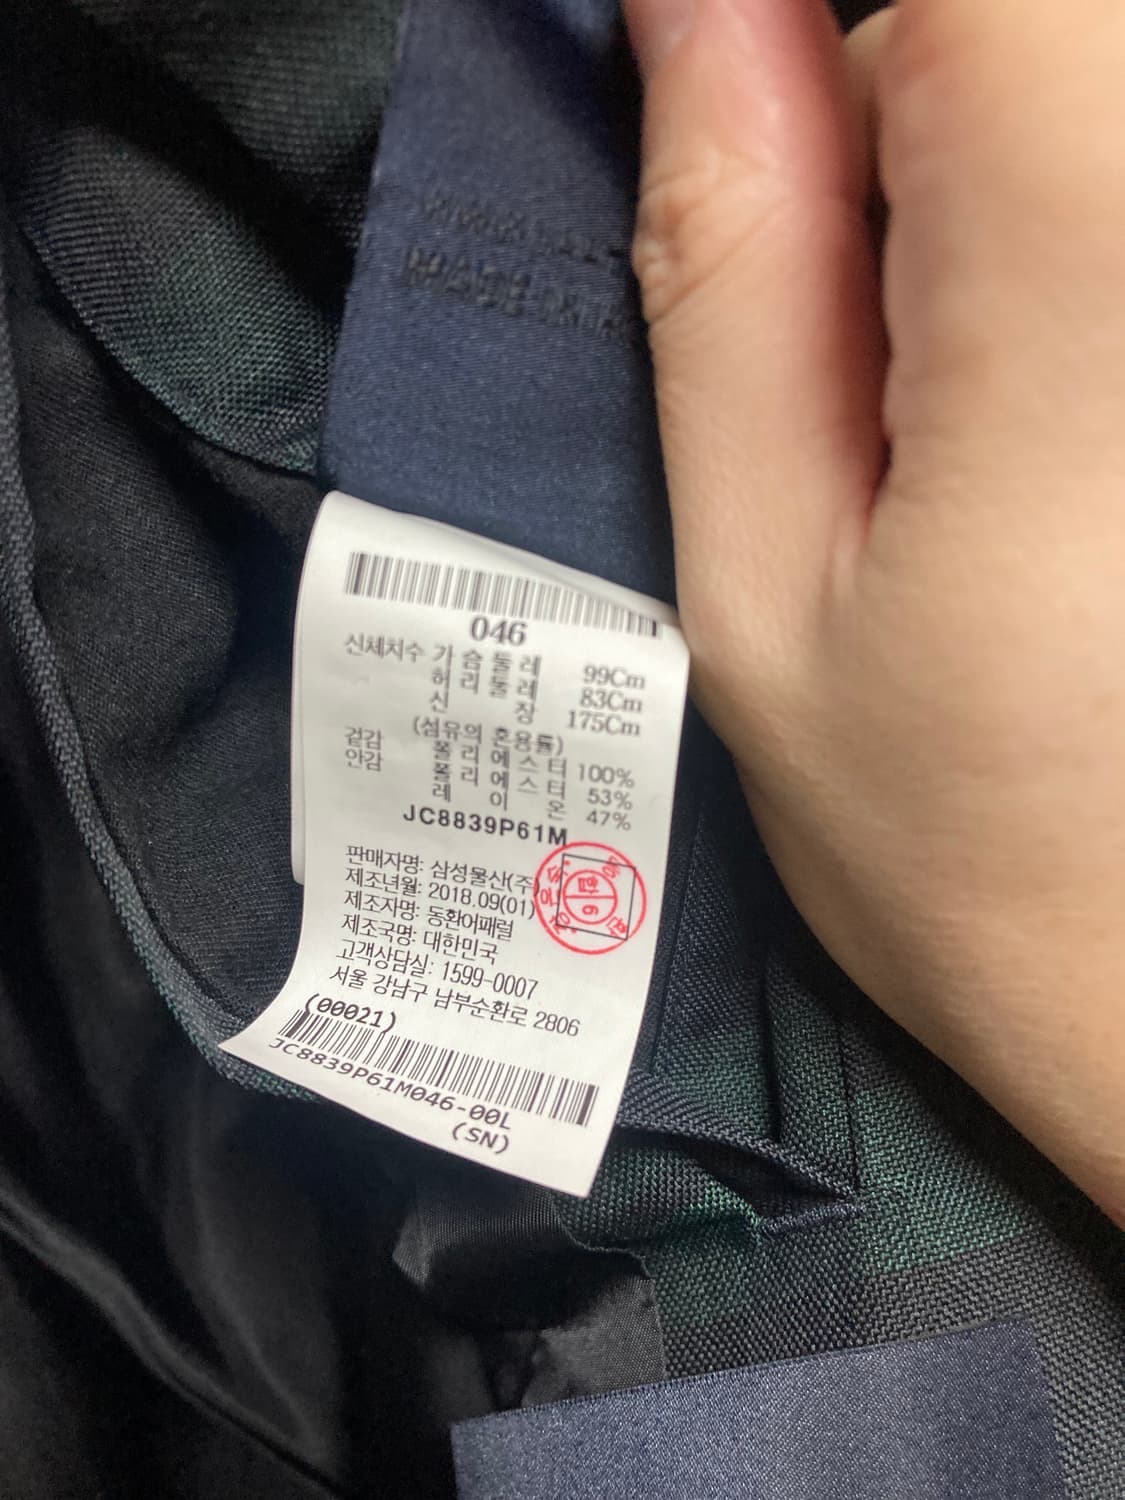 MADE IN
046
신체치수 가슴둘레 99Cm
허리둘레 83Cm
신장 175Cm
(섬유의 혼용률)
겉감 폴리에스터 100%
안감 폴리에스터 53%
레이온 47%
JC8839P61M
판매자명: 삼성물산(주)
제조년월: 2018.09(01)
제조자명: 동환어패럴
제조국명: 대한민국
고객상담실: 1599-0007
서울 강남구 남부순환로 2806
(00021)
JC8839P61M046-00L
(SN)